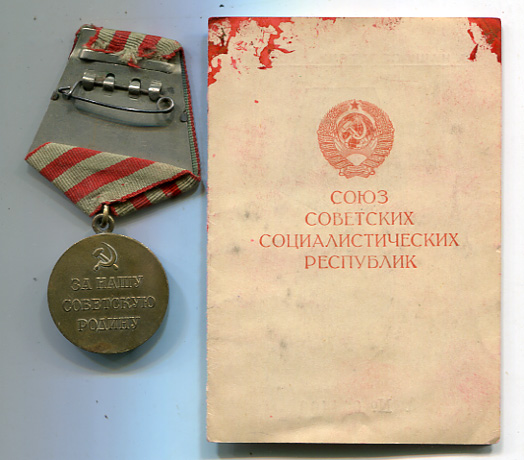 ЗА НАШУ
СОВЕТСКУЮ
РОДИНУ
СОЮЗ
СОВЕТСКИХ
СОЦИАЛИСТИЧЕСКИХ
РЕСПУБЛИК